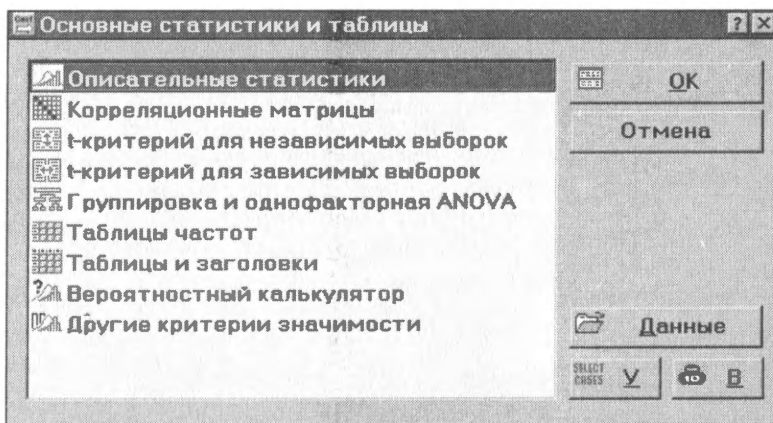 Основные статистики и таблицы
Описательные статистики
Корреляционные матрицы
t-критерий для независимых выборок
t-критерий для зависимых выборок
Группировка и однофакторная ANOVA
Таблицы частот
Таблицы и заголовки
Вероятностный калькулятор
Другие критерии значимости
OK
Отмена
Данные
SELECT CASES У
В